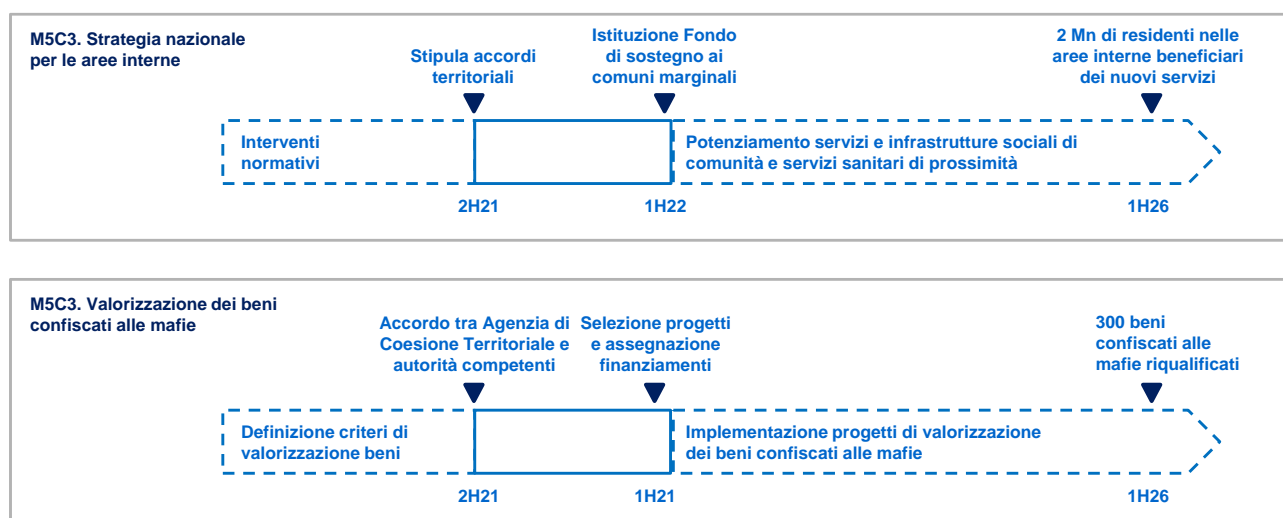 M5C3. Strategia nazionale
per le aree interne
Stipula accordi
territoriali
Istituzione Fondo
di sostegno ai
comuni marginali
2 Mn di residenti nelle
aree interne beneficiari
dei nuovi servizi
Interventi
normativi
Potenziamento servizi e infrastrutture sociali di
comunità e servizi sanitari di prossimità
2H21
1H22
1H26
M5C3. Valorizzazione dei beni
confiscati alle mafie
Accordo tra Agenzia di
Coesione Territoriale e
autorità competenti
Selezione progetti
e assegnazione
finanziamenti
300 beni
confiscati alle
mafie riqualificati
Definizione criteri di
valorizzazione beni
Implementazione progetti di valorizzazione
dei beni confiscati alle mafie
2H21
1H21
1H26